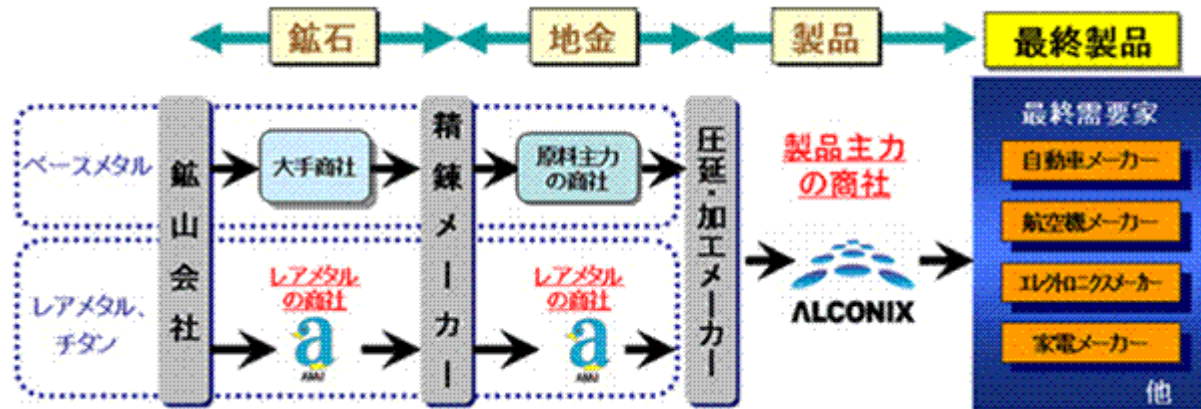 鉱石
地金
製品
最終製品
ベースメタル
レアメタル、
チタン
鉱山会社
大手商社
レアメタル
の商社
a
精錬メーカー
原料主力
の商社
レアメタル
の商社
a
圧延・加工メーカー
製品主力
の商社
ALCONIX
最終需要家
自動車メーカー
航空機メーカー
エレクトロニクスメーカー
家電メーカー
他